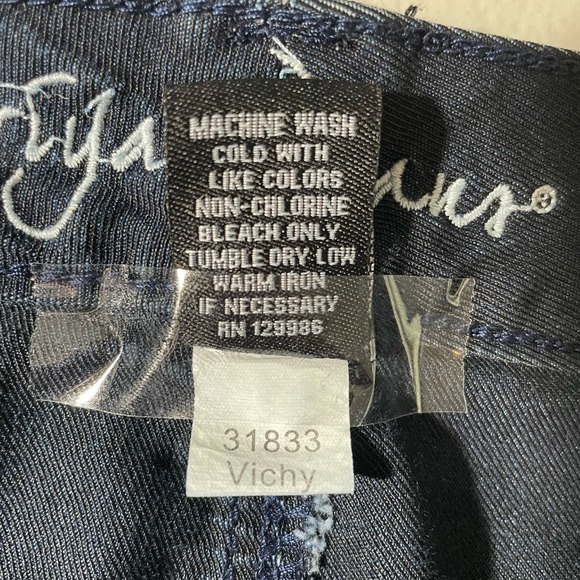 MACHINE WASH
COLD WITH
LIKE COLORS
NON-CHLORINE
BLEACH ONLY
TUMBLE DRY LOW
WARM IRON
IF NECESSARY
RN 129986
31833
Vichy